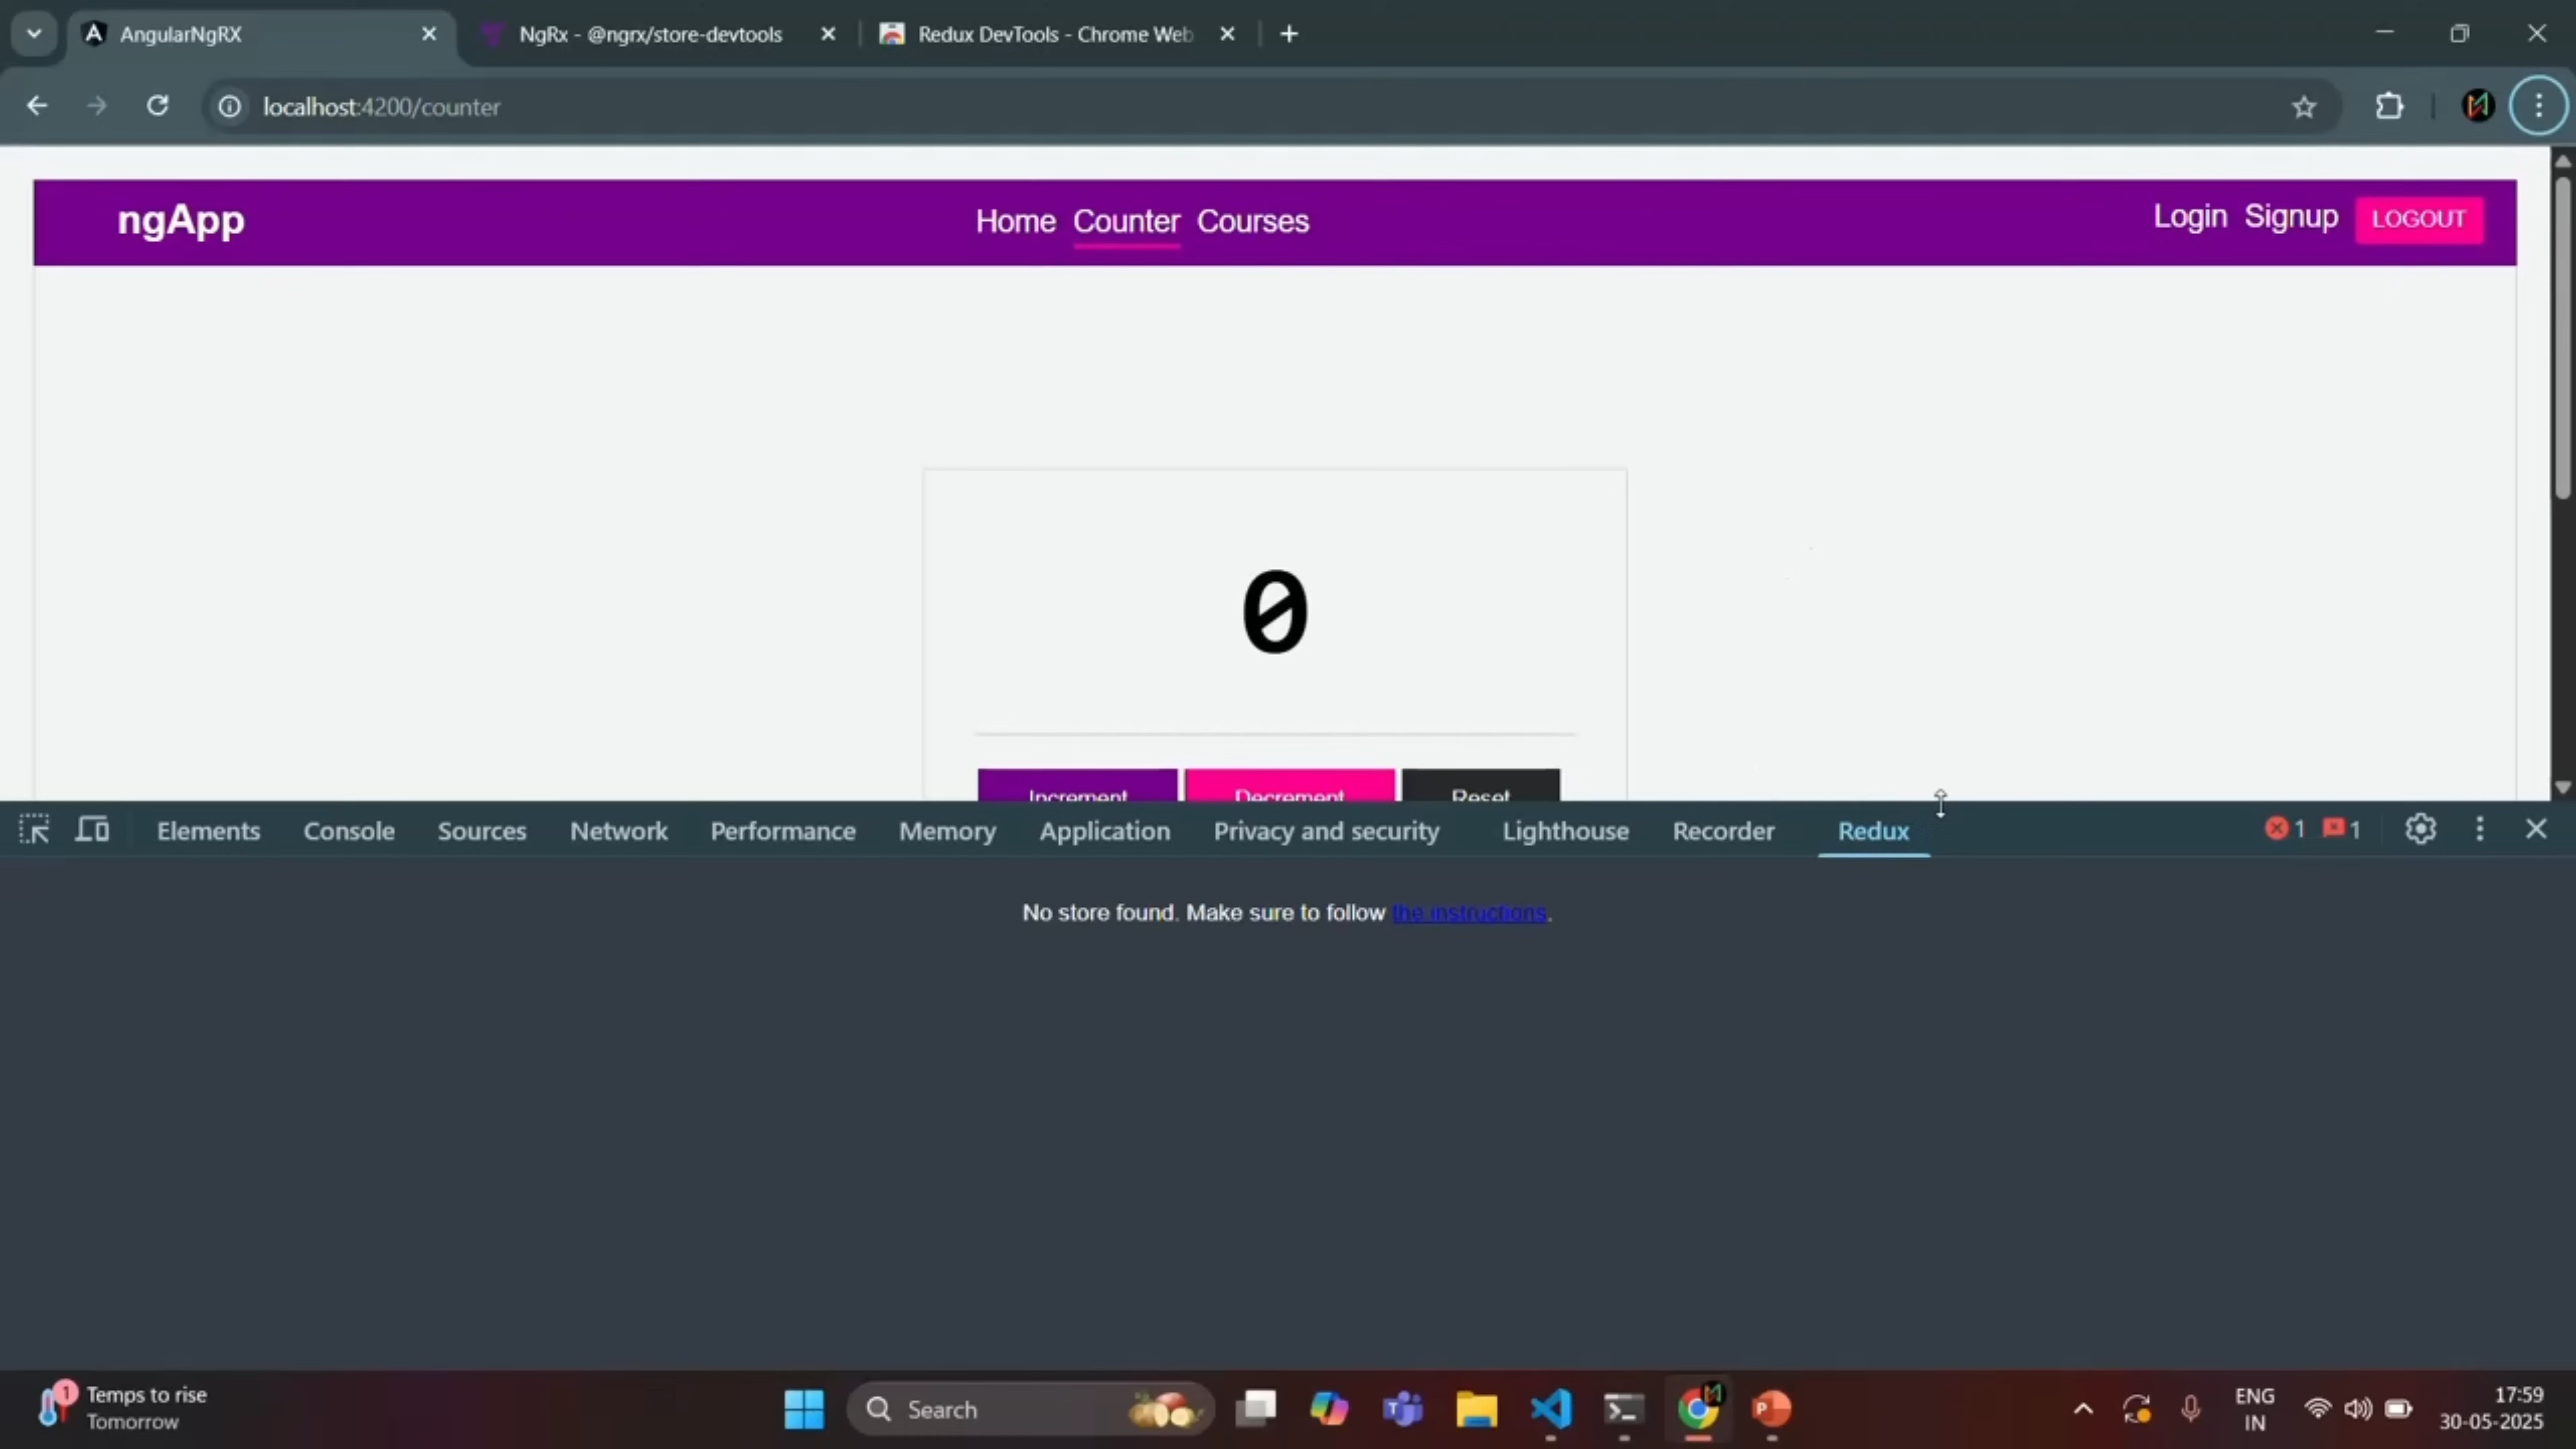 AngularNgRX
NgRx - @ngrx/store-devtools
Redux DevTools - Chrome Web
localhost:4200/counter
ngApp
Home Counter Courses
Login Signup LOGOUT
0
Increment Decrement Reset
Elements Console Sources Network Performance Memory Application Privacy and security Lighthouse Recorder Redux 1 1
No store found. Make sure to follow the instructions.
1
Temps to rise
Tomorrow
Search
ENG
IN
17:59
30-05-2025